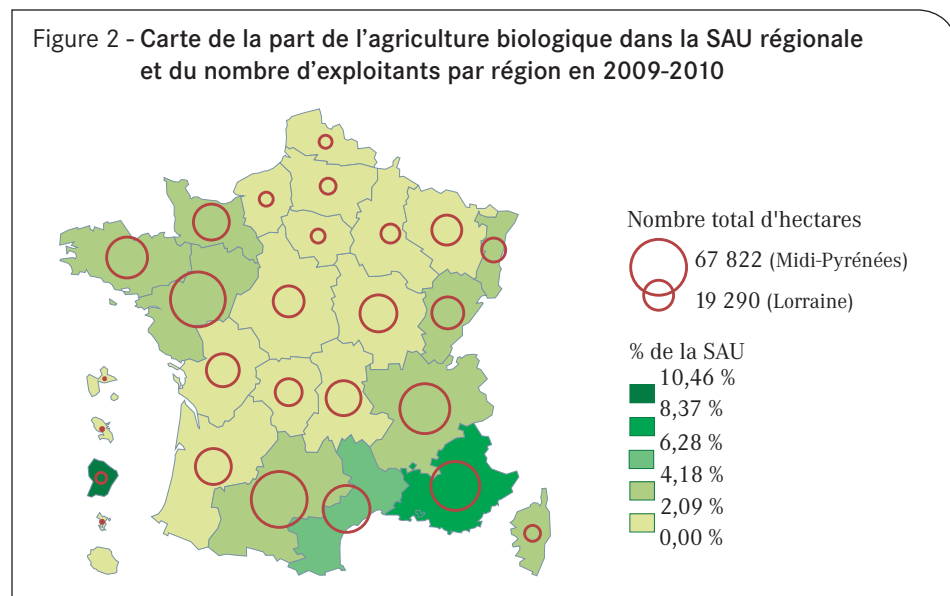 Figure 2 - Carte de la part de l'agriculture biologique dans la SAU régionale
et du nombre d'exploitants par région en 2009-2010
Nombre total d'hectares
67 822 (Midi-Pyrénées)
19 290 (Lorraine)
% de la SAU
10,46 %
8,37 %
6,28 %
4,18 %
2,09 %
0,00 %